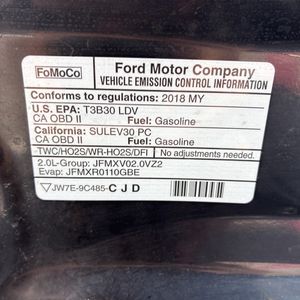 FoMoCo
Ford Motor Company
VEHICLE EMISSION CONTROL INFORMATION
Conforms to regulations: 2018 MY
U.S. EPA: T3B30 LDV
CA OBD II Fuel: Gasoline
California: SULEV30 PC
CA OBD II Fuel: Gasoline
TWC/HO2S/WR-HO2S/DFI No adjustments needed.
2.0L-Group: JFMXV02.0VZ2
Evap: JFMXR0110GBE
JW7E-9C485-C J D